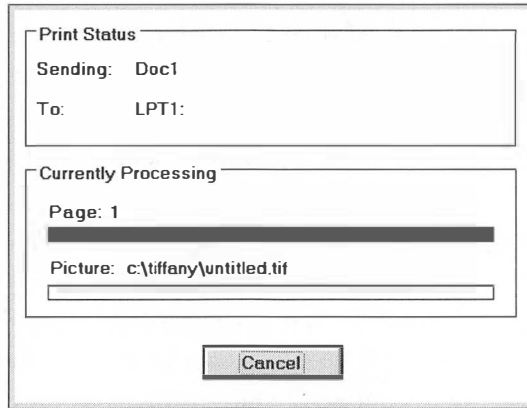 Print Status
Sending: Doc1
To: LPT1:
Currently Processing
Page: 1
Picture: c:\tiffany\untitled.tif
Cancel